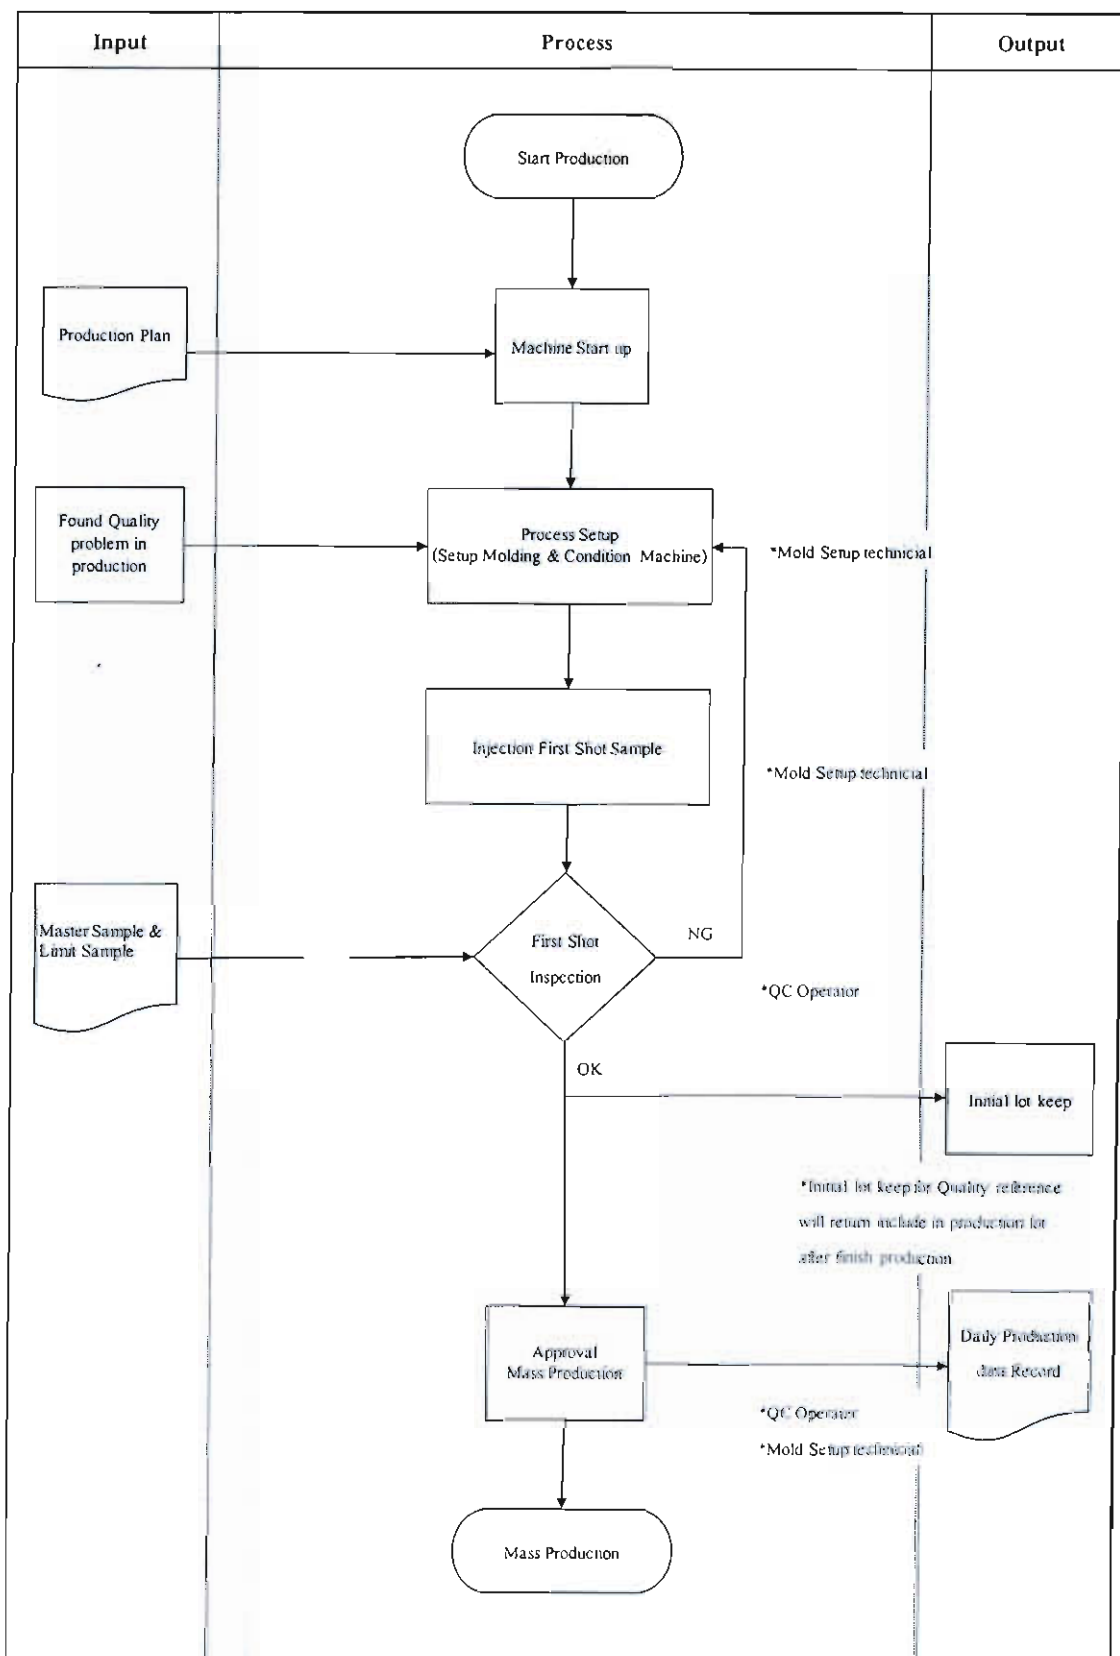 Input
Process
Output
Start Production
Production Plan
Machine Start up
Found Quality
problem in
production
Process Setup
(Setup Molding & Condition Machine)
*Mold Setup technicial
Injection First Shot Sample
*Mold Setup technicial
Master Sample &
Limit Sample
First Shot
Inspection
NG
*QC Operator
OK
Initial lot keep
*Initial lot keep for Quality reference
will return include in production lot
after finish production
Approval
Mass Production
Daily Production
data Record
*QC Operator
*Mold Setup technicial
Mass Production